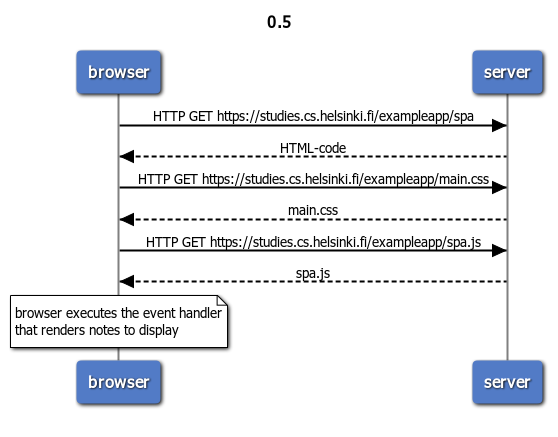 0.5
browser
server
HTTP GET https://studies.cs.helsinki.fi/exampleapp/spa
HTML-code
HTTP GET https://studies.cs.helsinki.fi/exampleapp/main.css
main.css
HTTP GET https://studies.cs.helsinki.fi/exampleapp/spa.js
spa.js
browser executes the event handler
that renders notes to display
browser
server